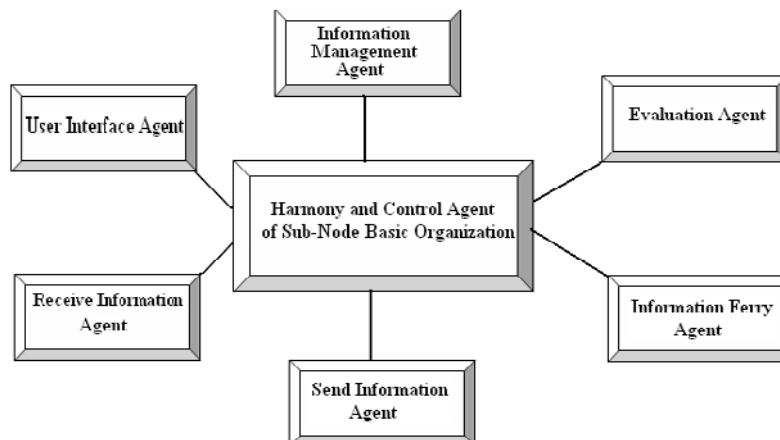 Information
Management
Agent
User Interface Agent
Evaluation Agent
Harmony and Control Agent
of Sub-Node Basic Organization
Receive Information
Agent
Information Ferry
Agent
Send Information
Agent